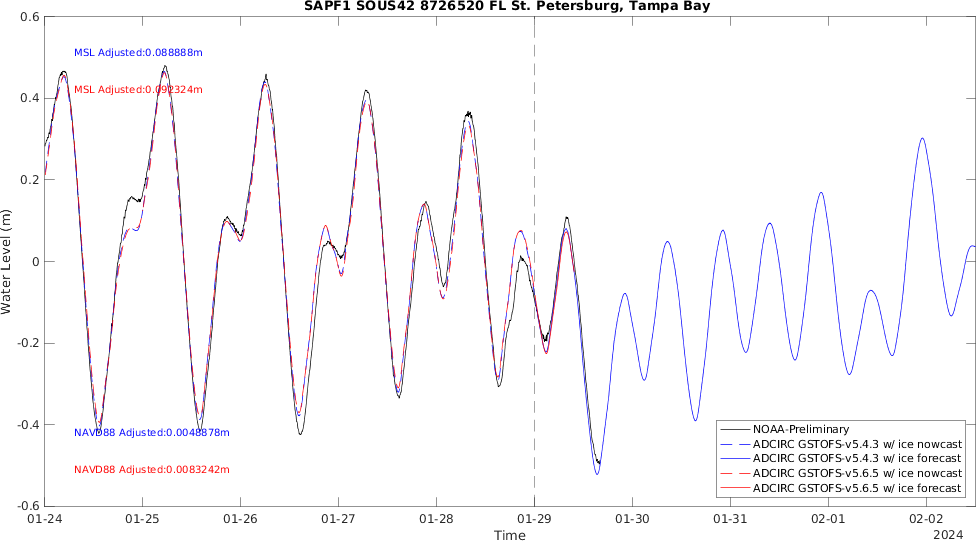 SAPF1 SOUS42 8726520 FL St. Petersburg, Tampa Bay
0.6
MSL Adjusted:0.088888m
MSL Adjusted:0.092324m
0.4
0.2
Water Level (m)
0
-0.2
-0.4
NAVD88 Adjusted:0.0048878m
NAVD88 Adjusted:0.0083242m
NOAA-Preliminary
ADCIRC GSTOFS-v5.4.3 w/ ice nowcast
ADCIRC GSTOFS-v5.4.3 w/ ice forecast
ADCIRC GSTOFS-v5.6.5 w/ ice nowcast
ADCIRC GSTOFS-v5.6.5 w/ ice forecast
-0.6
01-24 01-25 01-26 01-27 01-28 01-29 01-30 01-31 02-01 02-02
Time
2024